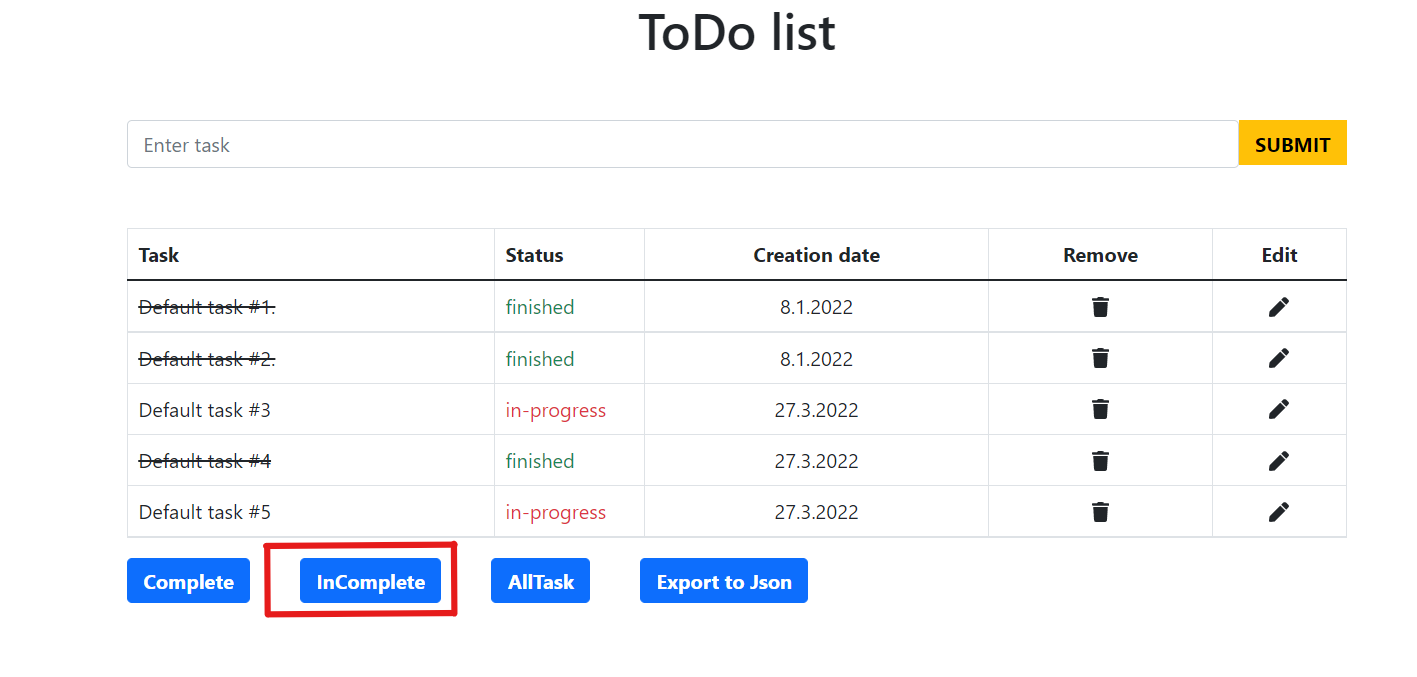 ToDo list
Enter task SUBMIT
Task Status Creation date Remove Edit
Default task #1. finished 8.1.2022
Default task #2. finished 8.1.2022
Default task #3 in-progress 27.3.2022
Default task #4 finished 27.3.2022
Default task #5 in-progress 27.3.2022
Complete InComplete AllTask Export to Json